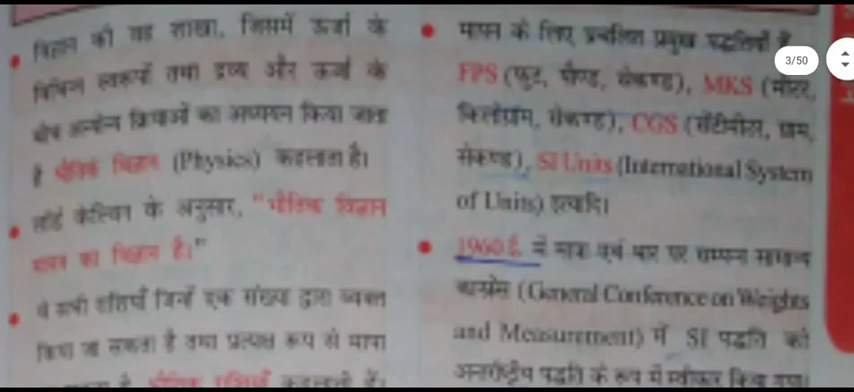 विज्ञान की वह शाखा, जिसमें ऊर्जा के
विभिन्न स्वरूपों तथा द्रव्य और ऊर्जा के
बीच अन्योन्य क्रियाओं का अध्ययन किया जाता
है भौतिक विज्ञान (Physics) कहलाता है।
लॉर्ड केल्विन के अनुसार, "भौतिक विज्ञान
मापन का विज्ञान है।"
वे सभी राशियाँ जिन्हें एक संख्या द्वारा व्यक्त
किया जा सकता है तथा प्रत्यक्ष रूप से मापा
है, भौतिक राशियाँ कहलाती हैं।
मापन के लिए प्रचलित प्रमुख पद्धतियाँ हैं
FPS (फुट, पौण्ड, सेकण्ड), MKS (मीटर,
किलोग्राम, सेकण्ड), CGS (सेंटीमीटर, ग्राम,
सेकण्ड), SI Units (International System
of Units) इत्यादि।
1960 ई. में माप एवं भार पर सम्पन्न सामान्य
कांफ्रेंस (General Conference on Weights
and Measurement) में SI पद्धति को
अन्तर्राष्ट्रीय पद्धति के रूप में स्वीकार किया गया।
3/50